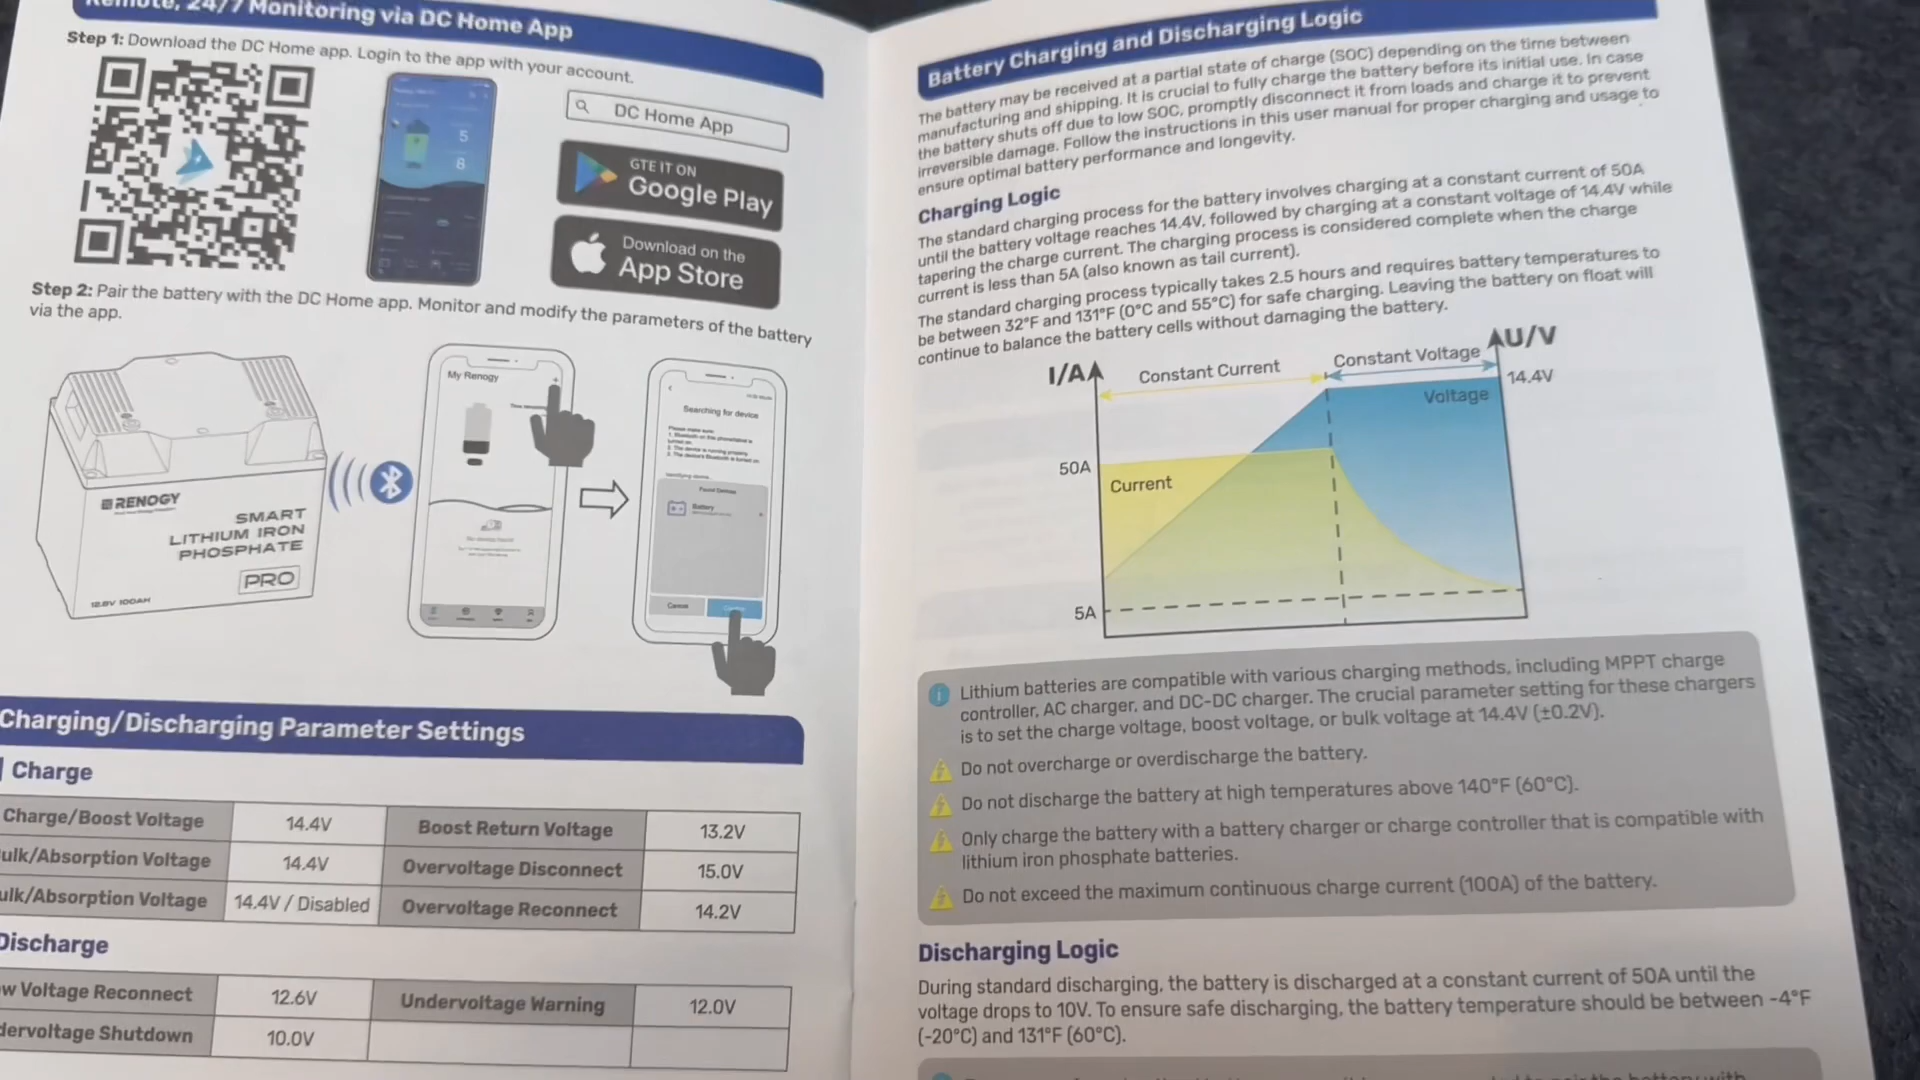 Remote, 24/7 Monitoring via DC Home App
Step 1: Download the DC Home app. Login to the app with your account.
DC Home App
GTE IT ON
Google Play
Download on the
App Store
5
8
Step 2: Pair the battery with the DC Home app. Monitor and modify the parameters of the battery
via the app.
RENOGY
SMART
LITHIUM IRON
PHOSPHATE
PRO
12.8V 100AH
My Renogy
Searching for device
Please make sure:
Found Devices
Battery
Cancel
Charging/Discharging Parameter Settings
Charge
Charge/Boost Voltage 14.4V Boost Return Voltage 13.2V
ulk/Absorption Voltage 14.4V Overvoltage Disconnect 15.0V
ulk/Absorption Voltage 14.4V / Disabled Overvoltage Reconnect 14.2V
Discharge
w Voltage Reconnect 12.6V Undervoltage Warning 12.0V
dervoltage Shutdown 10.0V
Battery Charging and Discharging Logic
The battery may be received at a partial state of charge (SOC) depending on the time between
manufacturing and shipping. It is crucial to fully charge the battery before its initial use. In case
the battery shuts off due to low SOC, promptly disconnect it from loads and charge it to prevent
irreversible damage. Follow the instructions in this user manual for proper charging and usage to
ensure optimal battery performance and longevity.
Charging Logic
The standard charging process for the battery involves charging at a constant current of 50A
until the battery voltage reaches 14.4V, followed by charging at a constant voltage of 14.4V while
tapering the charge current. The charging process is considered complete when the charge
current is less than 5A (also known as tail current).
The standard charging process typically takes 2.5 hours and requires battery temperatures to
be between 32°F and 131°F (0°C and 55°C) for safe charging. Leaving the battery on float will
continue to balance the battery cells without damaging the battery.
I/A
Constant Current
Constant Voltage
U/V
14.4V
Voltage
50A
Current
5A
Lithium batteries are compatible with various charging methods, including MPPT charge
controller, AC charger, and DC-DC charger. The crucial parameter setting for these chargers
is to set the charge voltage, boost voltage, or bulk voltage at 14.4V (±0.2V).
Do not overcharge or overdischarge the battery.
Do not discharge the battery at high temperatures above 140°F (60°C).
Only charge the battery with a battery charger or charge controller that is compatible with
lithium iron phosphate batteries.
Do not exceed the maximum continuous charge current (100A) of the battery.
Discharging Logic
During standard discharging, the battery is discharged at a constant current of 50A until the
voltage drops to 10V. To ensure safe discharging, the battery temperature should be between -4°F
(-20°C) and 131°F (60°C).